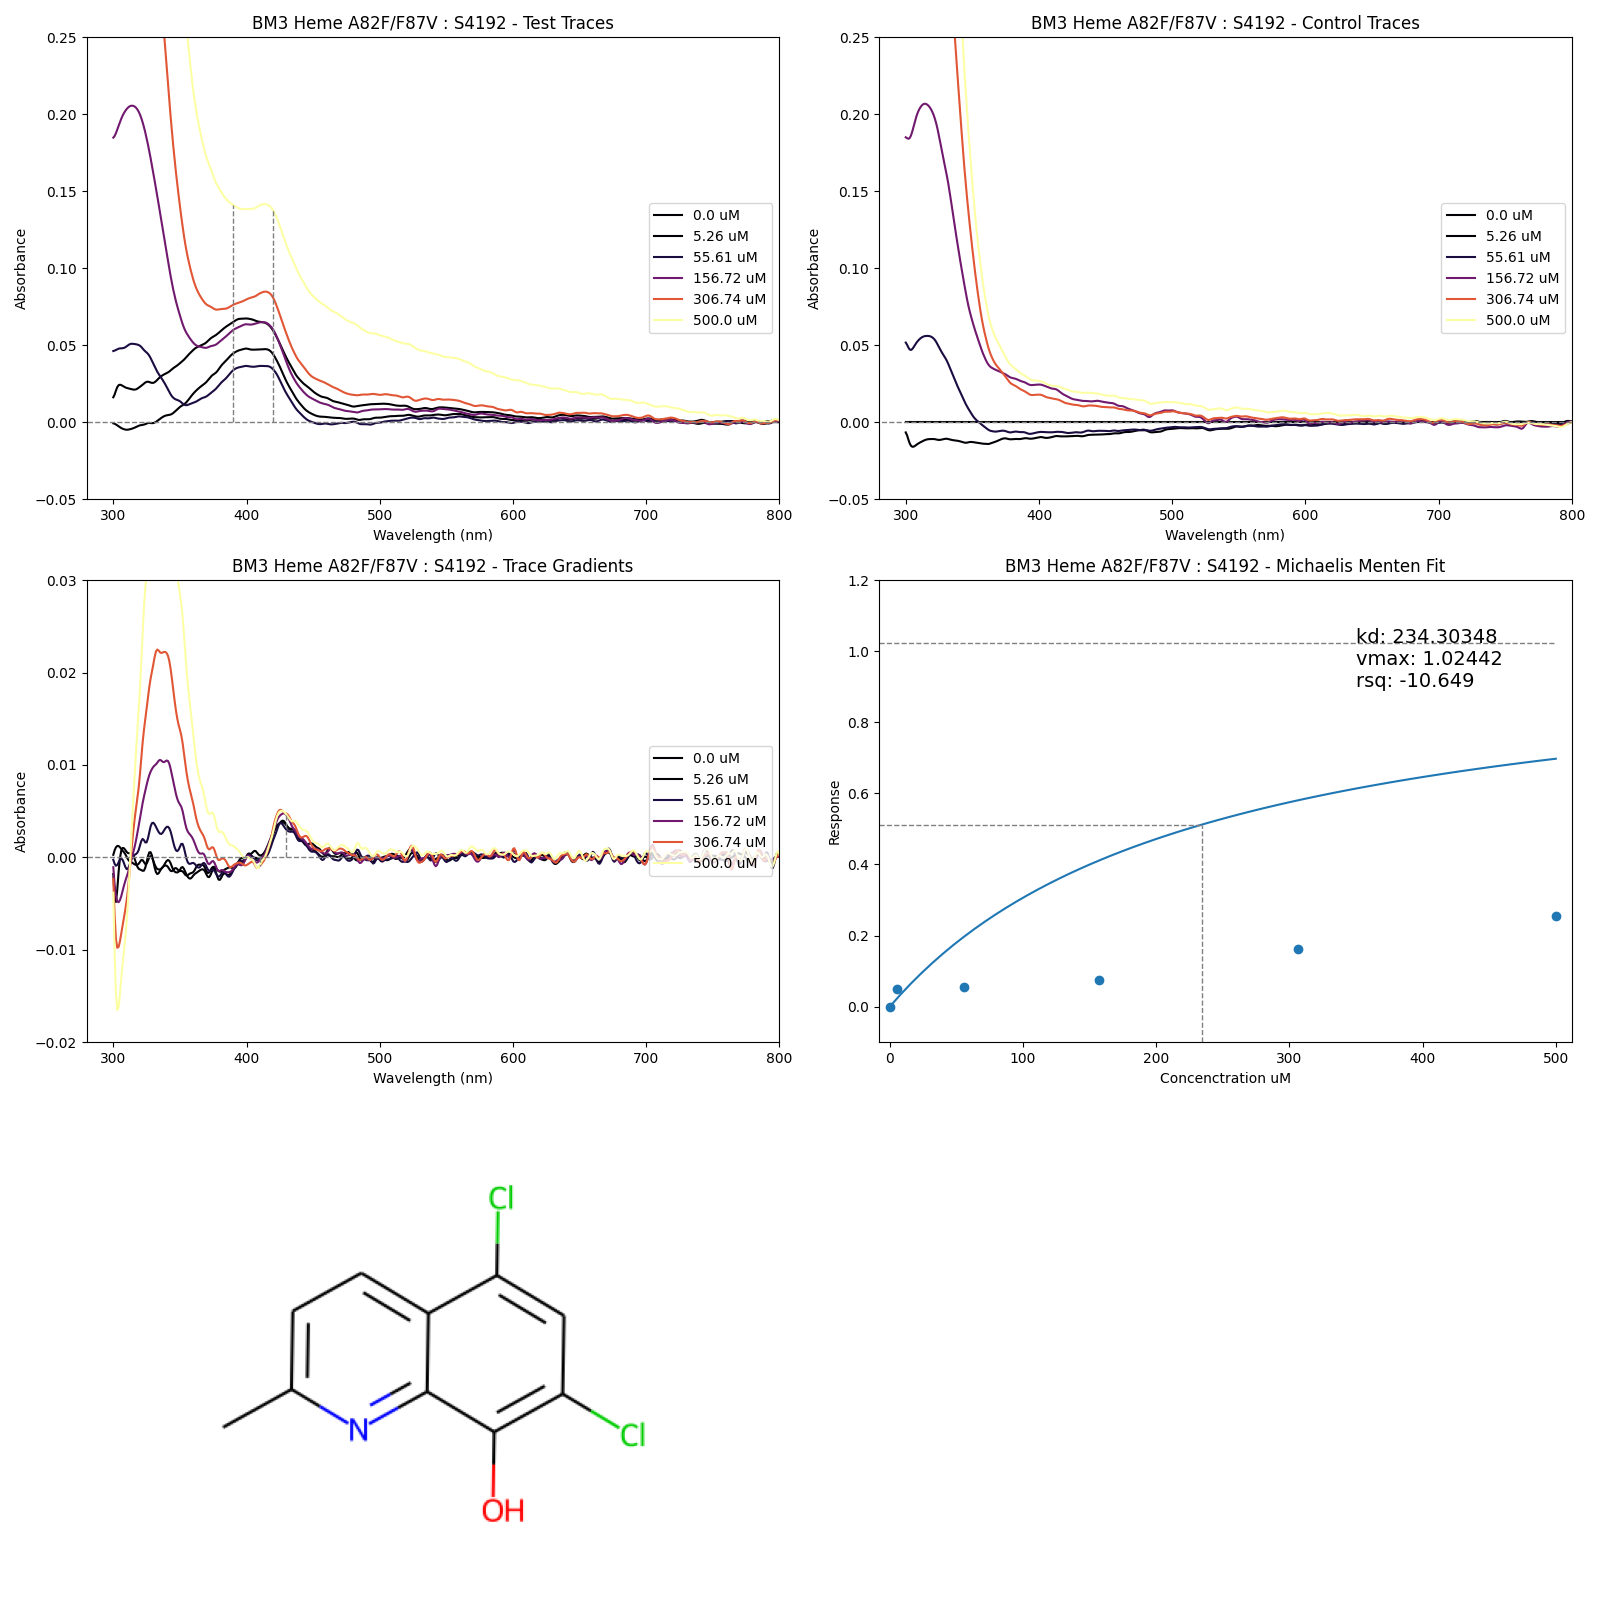 BM3 Heme A82F/F87V : S4192 - Test Traces
0.25
0.20
0.15
0.10
0.05
0.00
−0.05
Absorbance
300 400 500 600 700 800
Wavelength (nm)
0.0 uM
5.26 uM
55.61 uM
156.72 uM
306.74 uM
500.0 uM
BM3 Heme A82F/F87V : S4192 - Control Traces
0.25
0.20
0.15
0.10
0.05
0.00
−0.05
Absorbance
300 400 500 600 700 800
Wavelength (nm)
0.0 uM
5.26 uM
55.61 uM
156.72 uM
306.74 uM
500.0 uM
BM3 Heme A82F/F87V : S4192 - Trace Gradients
0.03
0.02
0.01
0.00
−0.01
−0.02
Absorbance
300 400 500 600 700 800
Wavelength (nm)
0.0 uM
5.26 uM
55.61 uM
156.72 uM
306.74 uM
500.0 uM
BM3 Heme A82F/F87V : S4192 - Michaelis Menten Fit
1.2
1.0
0.8
0.6
0.4
0.2
0.0
Response
0 100 200 300 400 500
Concenctration uM
kd: 234.30348
vmax: 1.02442
rsq: -10.649
Cl
N
Cl
OH